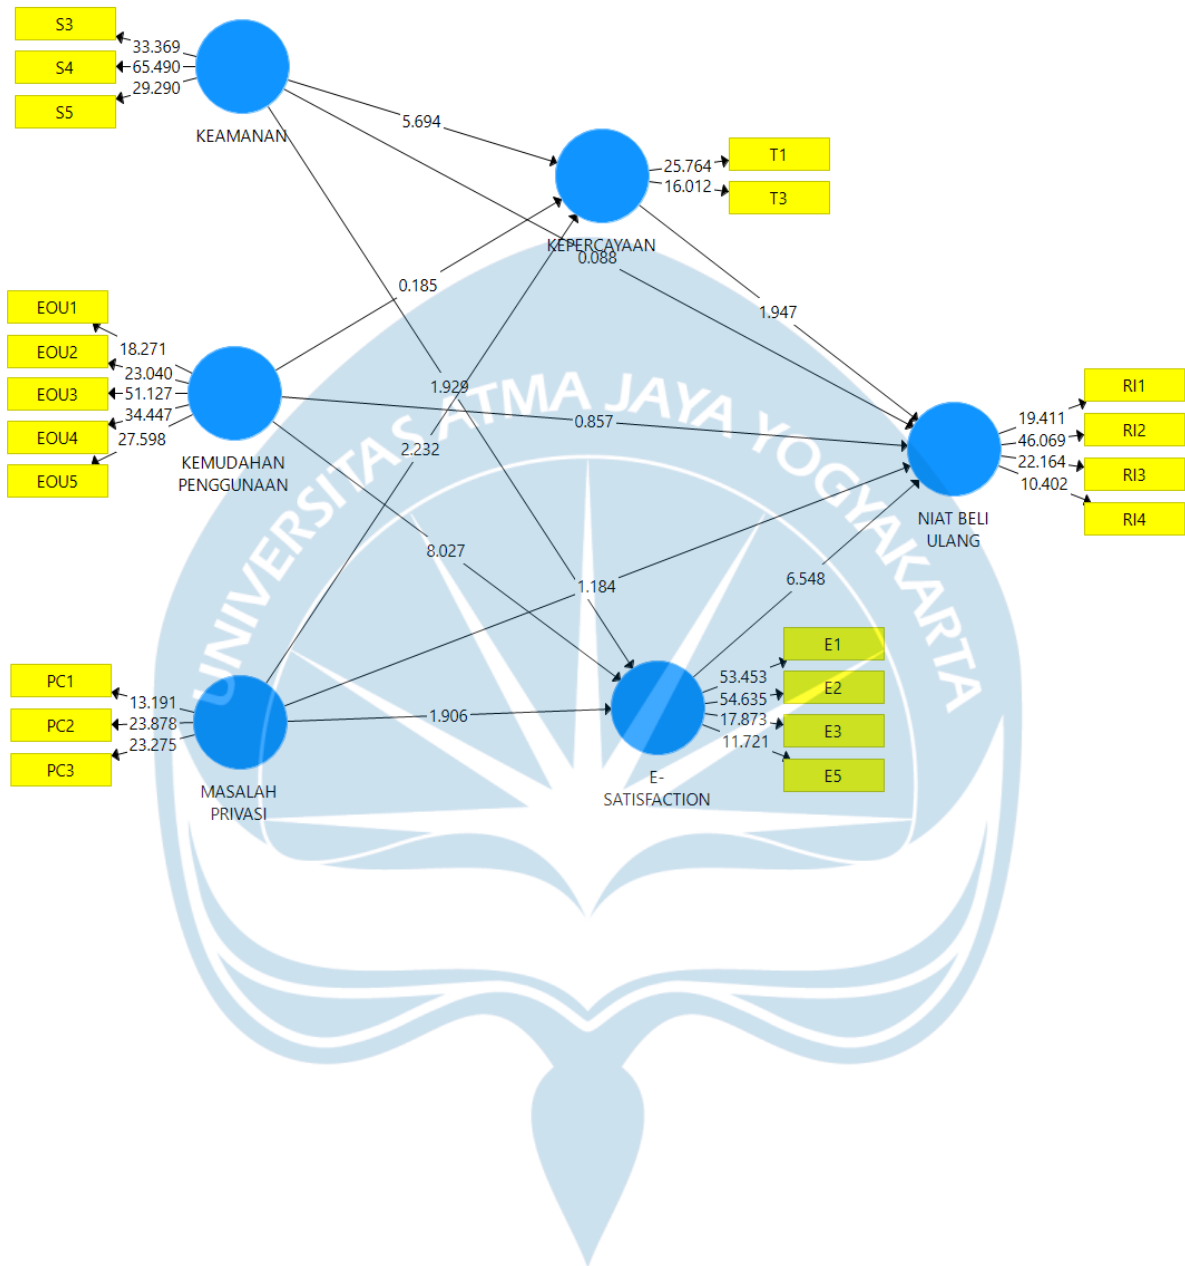 S3
S4
S5
33.369
65.490
29.290
KEAMANAN
5.694
T1
T3
25.764
16.012
KEPERCAYAAN
0.088
0.185
1.947
EOU1
EOU2
EOU3
EOU4
EOU5
18.271
23.040
51.127
34.447
27.598
KEMUDAHAN
PENGGUNAAN
1.929
0.857
2.232
UNIVERSITAS ATMA JAYA YOGYAKARTA
RI1
RI2
RI3
RI4
19.411
46.069
22.164
10.402
NIAT BELI
ULANG
8.027
1.184
6.548
PC1
PC2
PC3
13.191
23.878
23.275
MASALAH
PRIVASI
1.906
E1
E2
E3
E5
53.453
54.635
17.873
11.721
E-
SATISFACTION